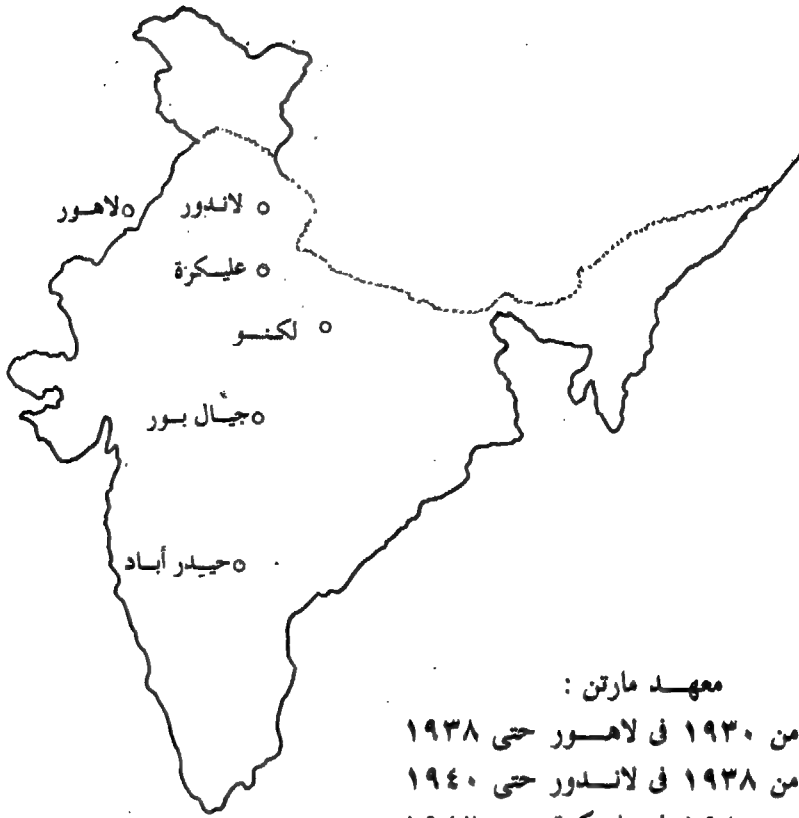 لاهور
لاندور
عليكرة
لكنو
جبال بور
حيدر أباد
معهد مارتن :
من ١٩٣٠ فى لاهور حتى ١٩٣٨
من ١٩٣٨ فى لاندور حتى ١٩٤٠